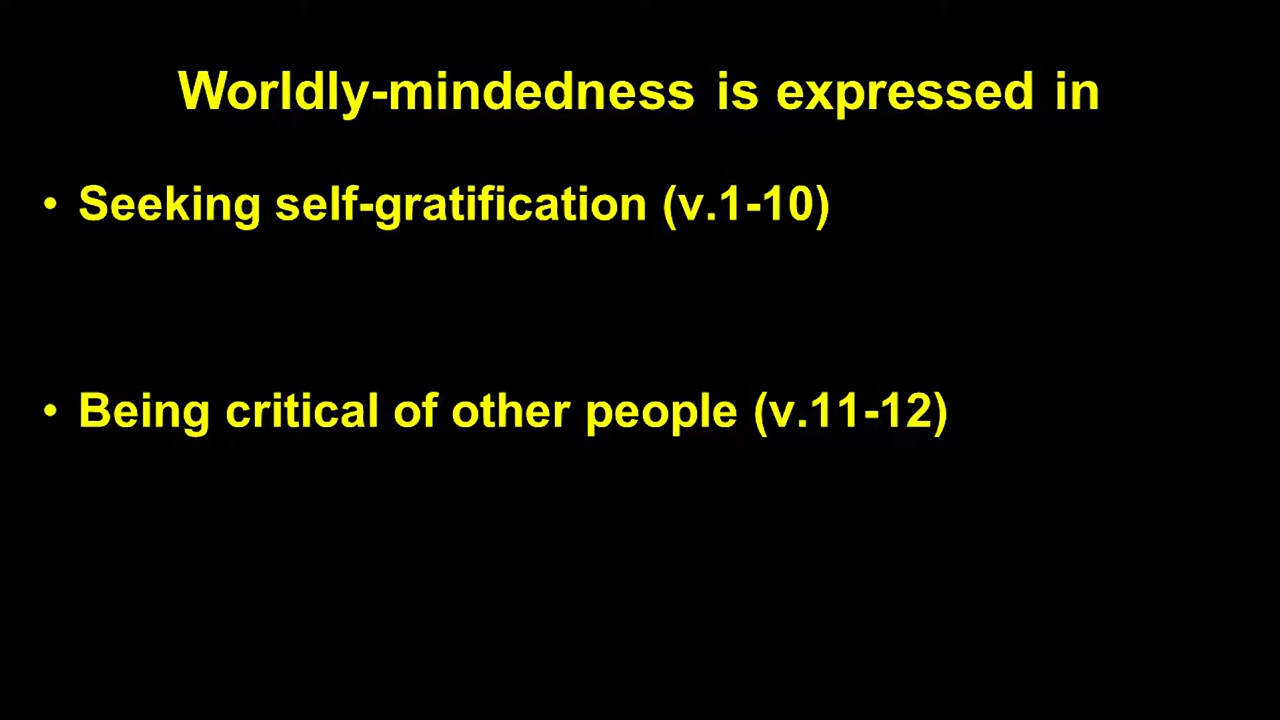 Worldly-mindedness is expressed in
• Seeking self-gratification (v.1-10)
• Being critical of other people (v.11-12)